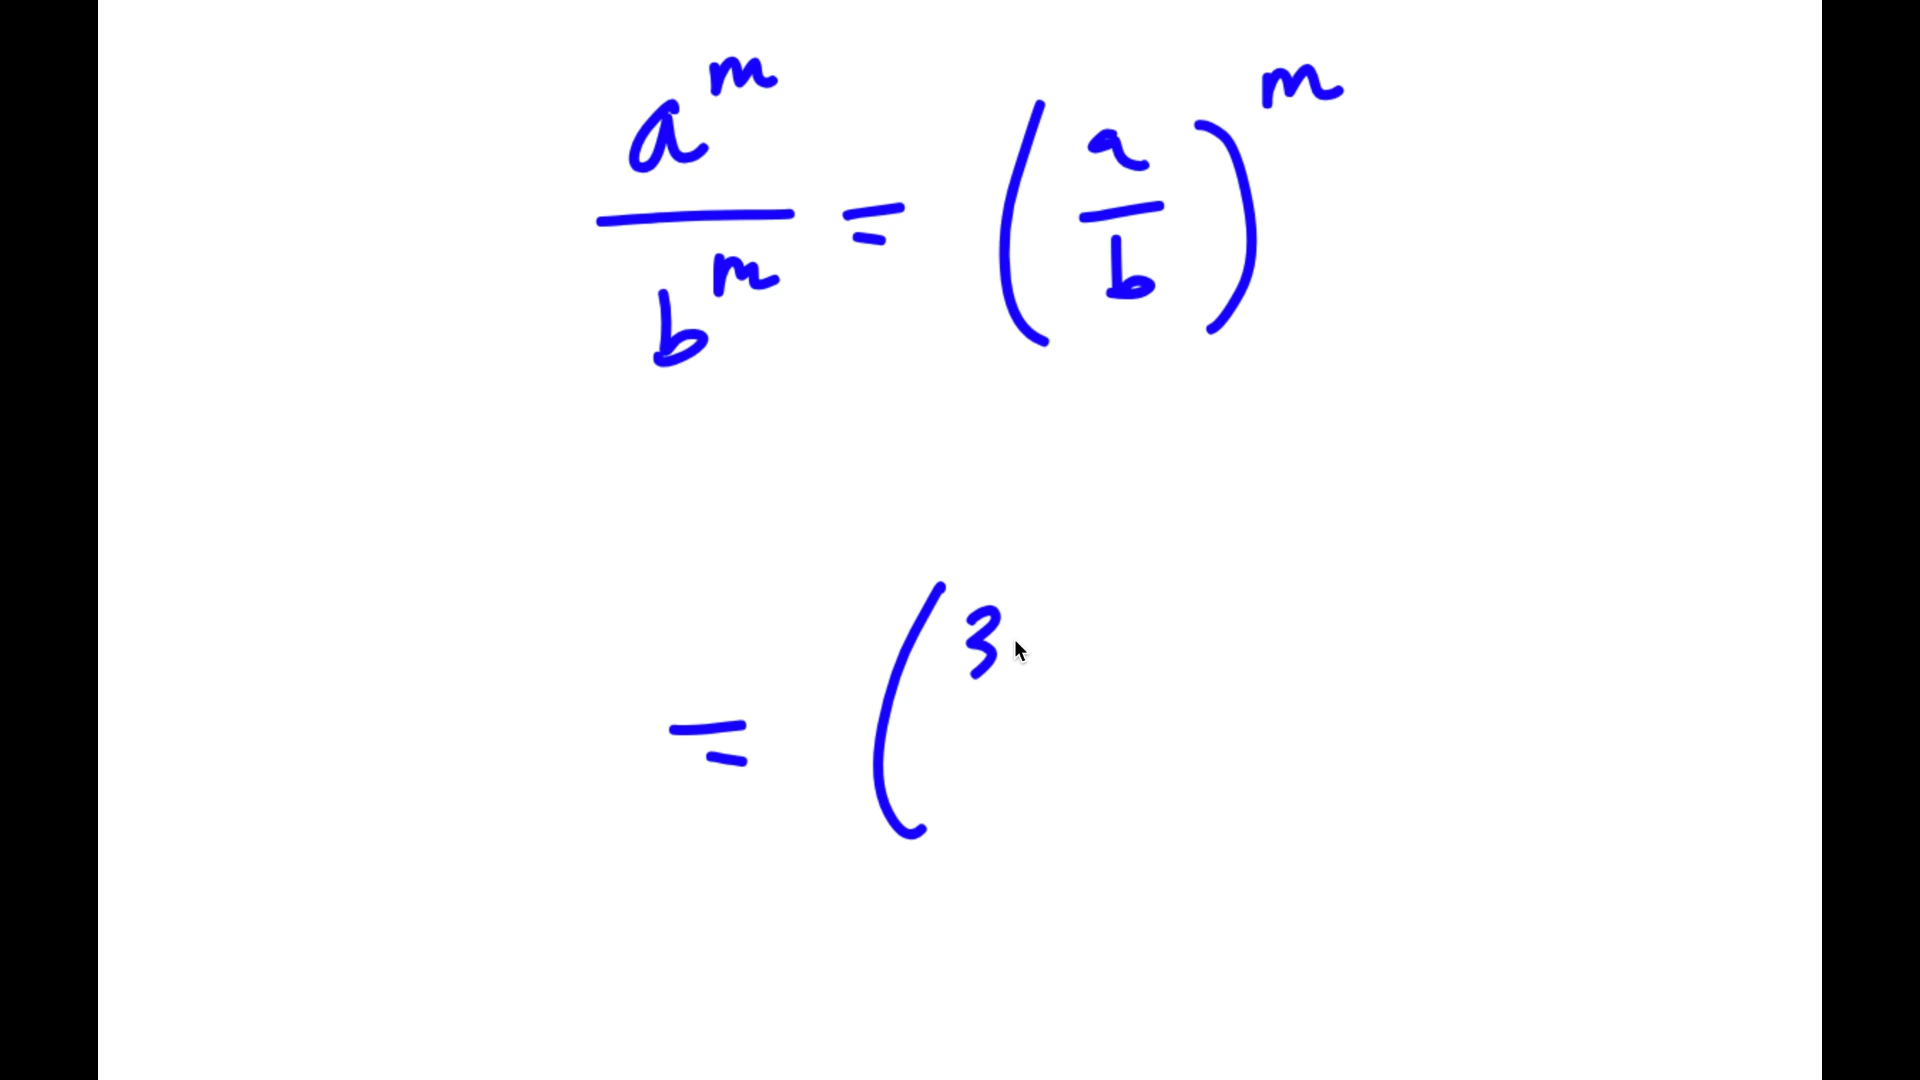 a^m / b^m = (a / b)^m
= (3